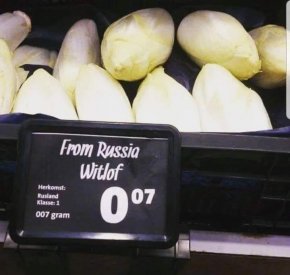 From Russia
Witlof
Herkomst:
Rusland
Klasse: 1
007 gram
0 07